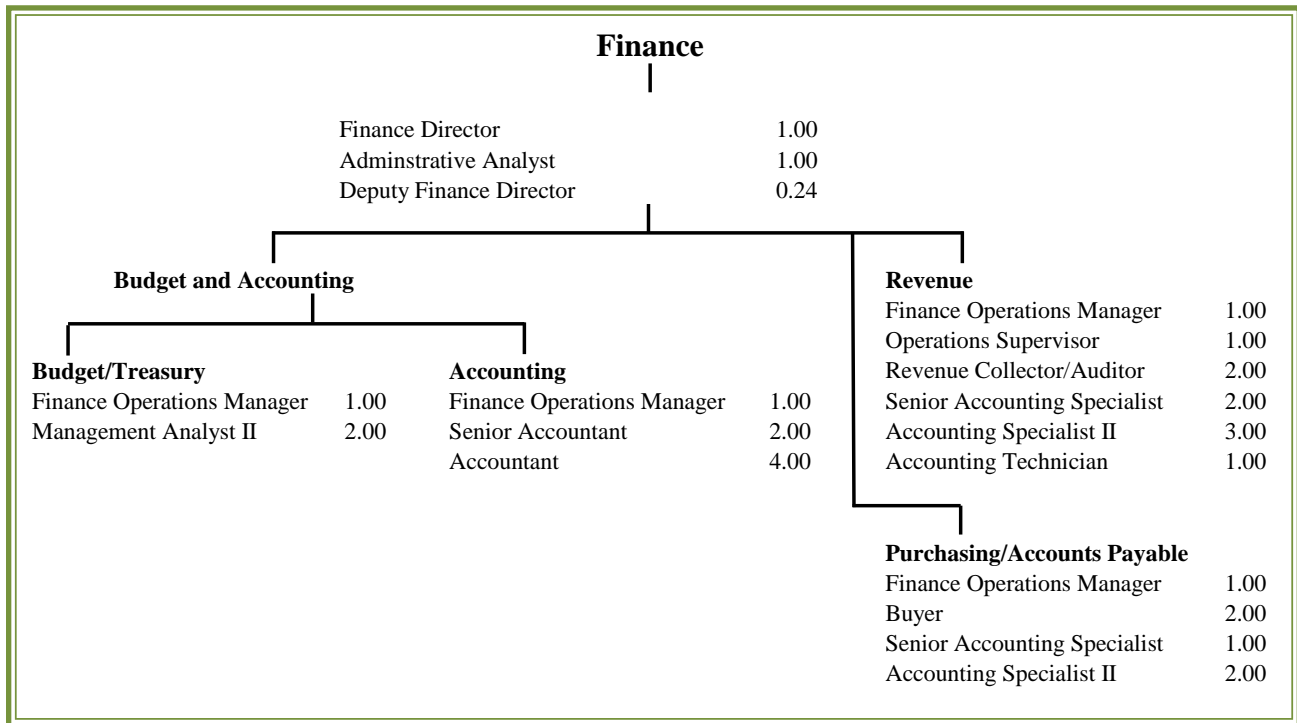 Finance
Finance Director 1.00
Adminstrative Analyst 1.00
Deputy Finance Director 0.24
Budget and Accounting
Budget/Treasury
Finance Operations Manager 1.00
Management Analyst II 2.00
Accounting
Finance Operations Manager 1.00
Senior Accountant 2.00
Accountant 4.00
Revenue
Finance Operations Manager 1.00
Operations Supervisor 1.00
Revenue Collector/Auditor 2.00
Senior Accounting Specialist 2.00
Accounting Specialist II 3.00
Accounting Technician 1.00
Purchasing/Accounts Payable
Finance Operations Manager 1.00
Buyer 2.00
Senior Accounting Specialist 1.00
Accounting Specialist II 2.00